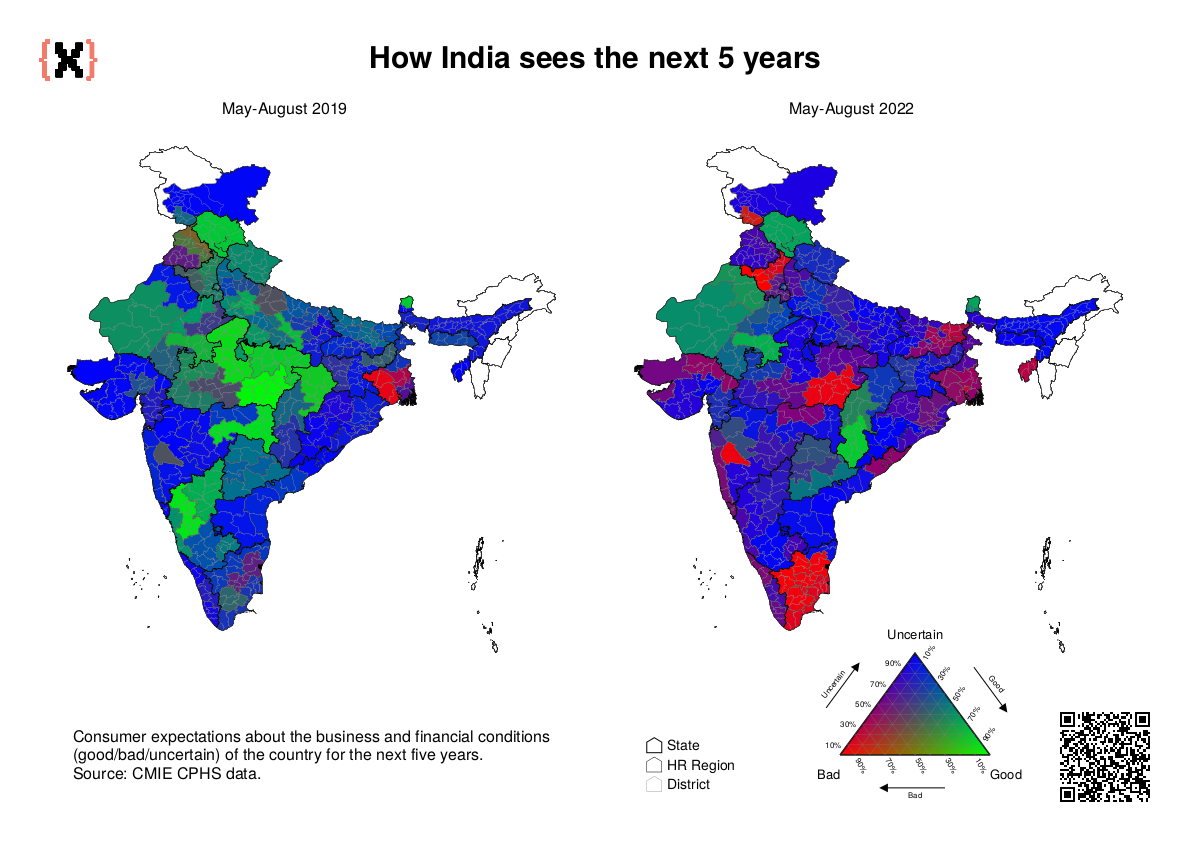 {X}
How India sees the next 5 years
May-August 2019
May-August 2022
Uncertain
90%
70%
50%
30%
10%
Uncertain
10%
30%
50%
70%
90%
Good
Bad
90%
70%
50%
30%
10%
Good
Bad
State
HR Region
District
Consumer expectations about the business and financial conditions
(good/bad/uncertain) of the country for the next five years.
Source: CMIE CPHS data.